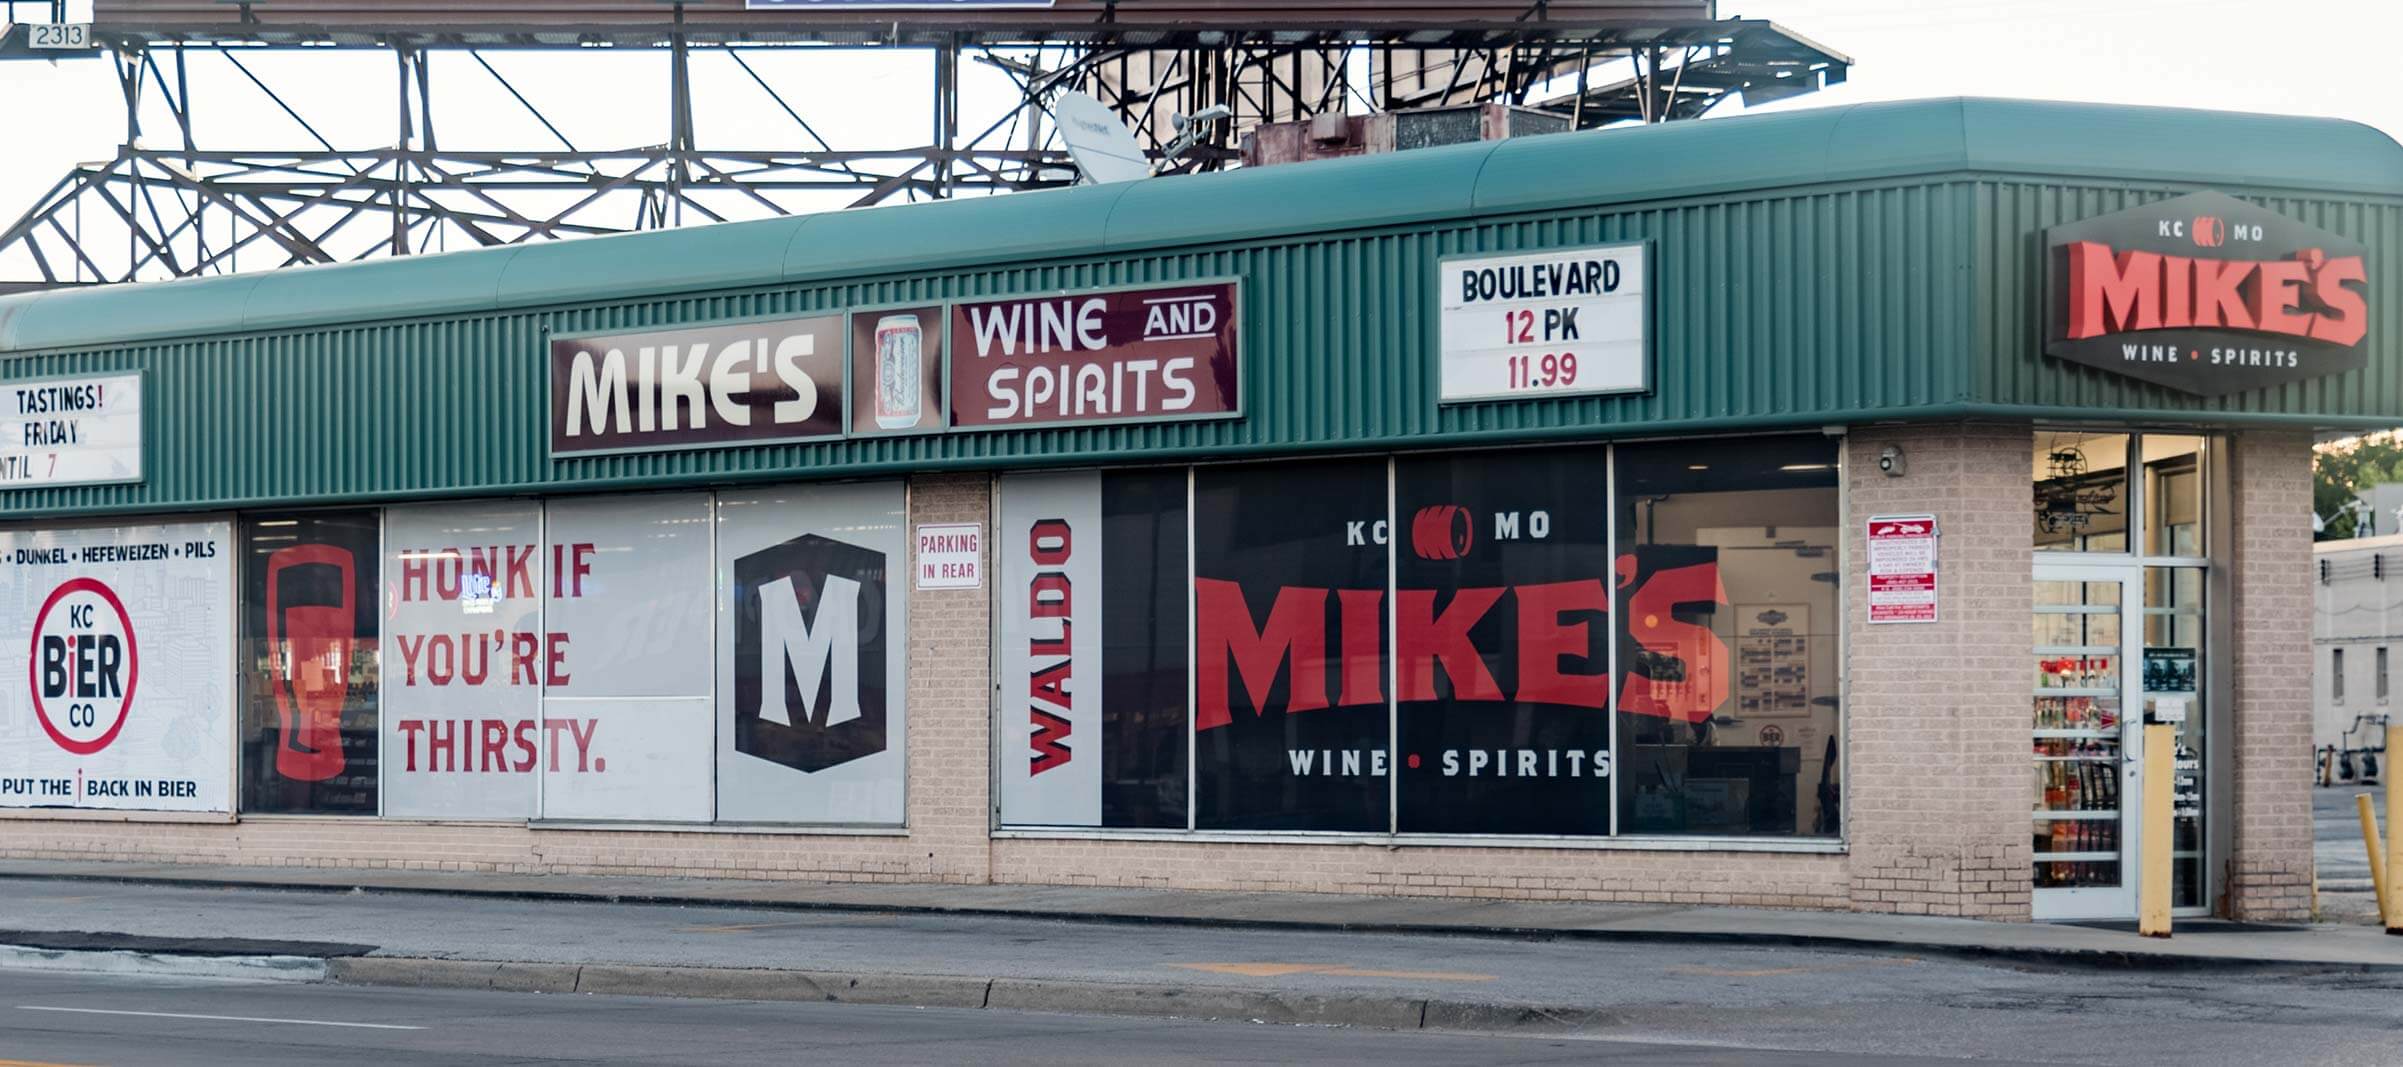 2313
TASTINGS!
FRIDAY
NTIL 7
MIKE'S
WINE AND
SPIRITS
BOULEVARD
12 PK
11.99
KC MO
MIKE'S
WINE • SPIRITS
• DUNKEL • HEFEWEIZEN • PILS
KC
BiER
CO
PUT THE i BACK IN BIER
HONK IF
YOU'RE
THIRSTY.
M
PARKING
IN REAR
WALDO
KC MO
MIKE'S
WINE • SPIRITS